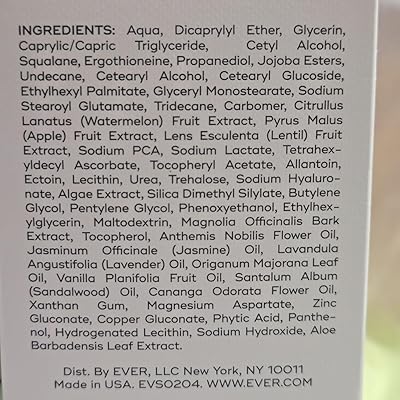 INGREDIENTS: Aqua, Dicaprylyl Ether, Glycerin,
Caprylic/Capric Triglyceride, Cetyl Alcohol,
Squalane, Ergothioneine, Propanediol, Jojoba Esters,
Undecane, Cetearyl Alcohol, Cetearyl Glucoside,
Ethylhexyl Palmitate, Glyceryl Monostearate, Sodium
Stearoyl Glutamate, Tridecane, Carbomer, Citrullus
Lanatus (Watermelon) Fruit Extract, Pyrus Malus
(Apple) Fruit Extract, Lens Esculenta (Lentil) Fruit
Extract, Sodium PCA, Sodium Lactate, Tetrahex-
yldecyl Ascorbate, Tocopheryl Acetate, Allantoin,
Ectoin, Lecithin, Urea, Trehalose, Sodium Hyaluro-
nate, Algae Extract, Silica Dimethyl Silylate, Butylene
Glycol, Pentylene Glycol, Phenoxyethanol, Ethylhex-
ylglycerin, Maltodextrin, Magnolia Officinalis Bark
Extract, Tocopherol, Anthemis Nobilis Flower Oil,
Jasminum Officinale (Jasmine) Oil, Lavandula
Angustifolia (Lavender) Oil, Origanum Majorana Leaf
Oil, Vanilla Planifolia Fruit Oil, Santalum Album
(Sandalwood) Oil, Cananga Odorata Flower Oil,
Xanthan Gum, Magnesium Aspartate, Zinc
Gluconate, Copper Gluconate, Phytic Acid, Panthe-
nol, Hydrogenated Lecithin, Sodium Hydroxide, Aloe
Barbadensis Leaf Extract.
Dist. By EVER, LLC New York, NY 10011
Made in USA. EVS0204. WWW.EVER.COM